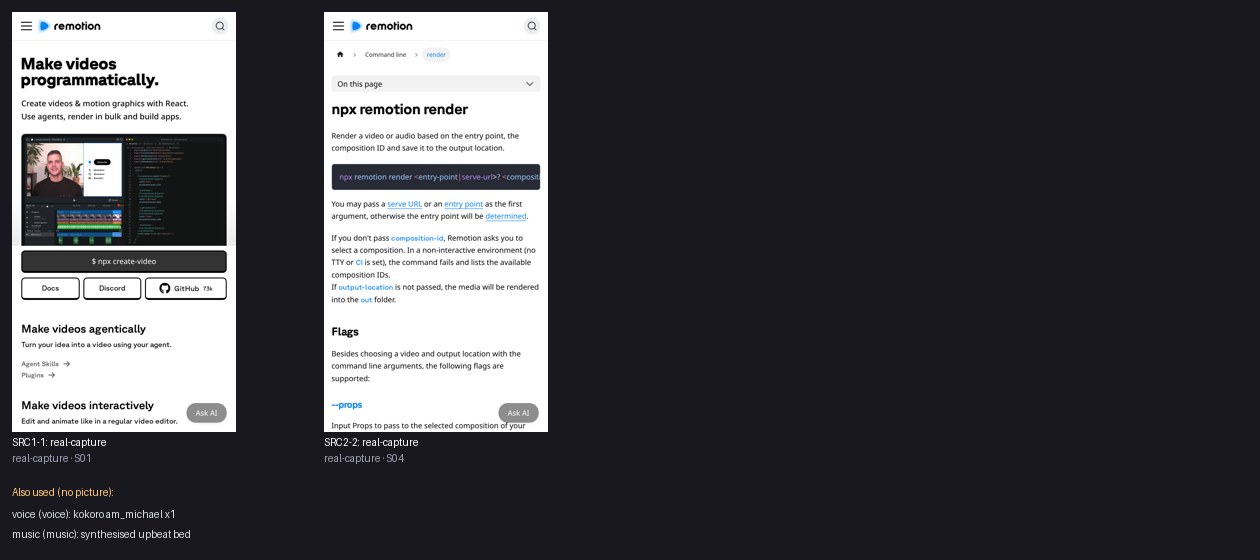 remotion
Make videos
programmatically.
Create videos & motion graphics with React.
Use agents, render in bulk and build apps.
$ npx create-video
Docs
Discord
GitHub 73k
Make videos agentically
Turn your idea into a video using your agent.
Agent Skills →
Plugins →
Make videos interactively
Edit and animate like in a regular video editor.
Ask AI
SRC1-1: real-capture
real-capture · S01
remotion
Command line
render
On this page
npx remotion render
Render a video or audio based on the entry point, the
composition ID and save it to the output location.
npx remotion render <entry-point|serve-url>? <composit
You may pass a serve URL or an entry point as the first
argument, otherwise the entry point will be determined.
If you don't pass composition-id, Remotion asks you to
select a composition. In a non-interactive environment (no
TTY or CI is set), the command fails and lists the available
composition IDs.
If output-location is not passed, the media will be rendered
into the out folder.
Flags
Besides choosing a video and output location with the
command line arguments, the following flags are
supported:
--props
Input Props to pass to the selected composition of your
Ask AI
SRC2-2: real-capture
real-capture · S04
Also used (no picture):
voice (voice): kokoro am_michael x1
music (music): synthesised upbeat bed